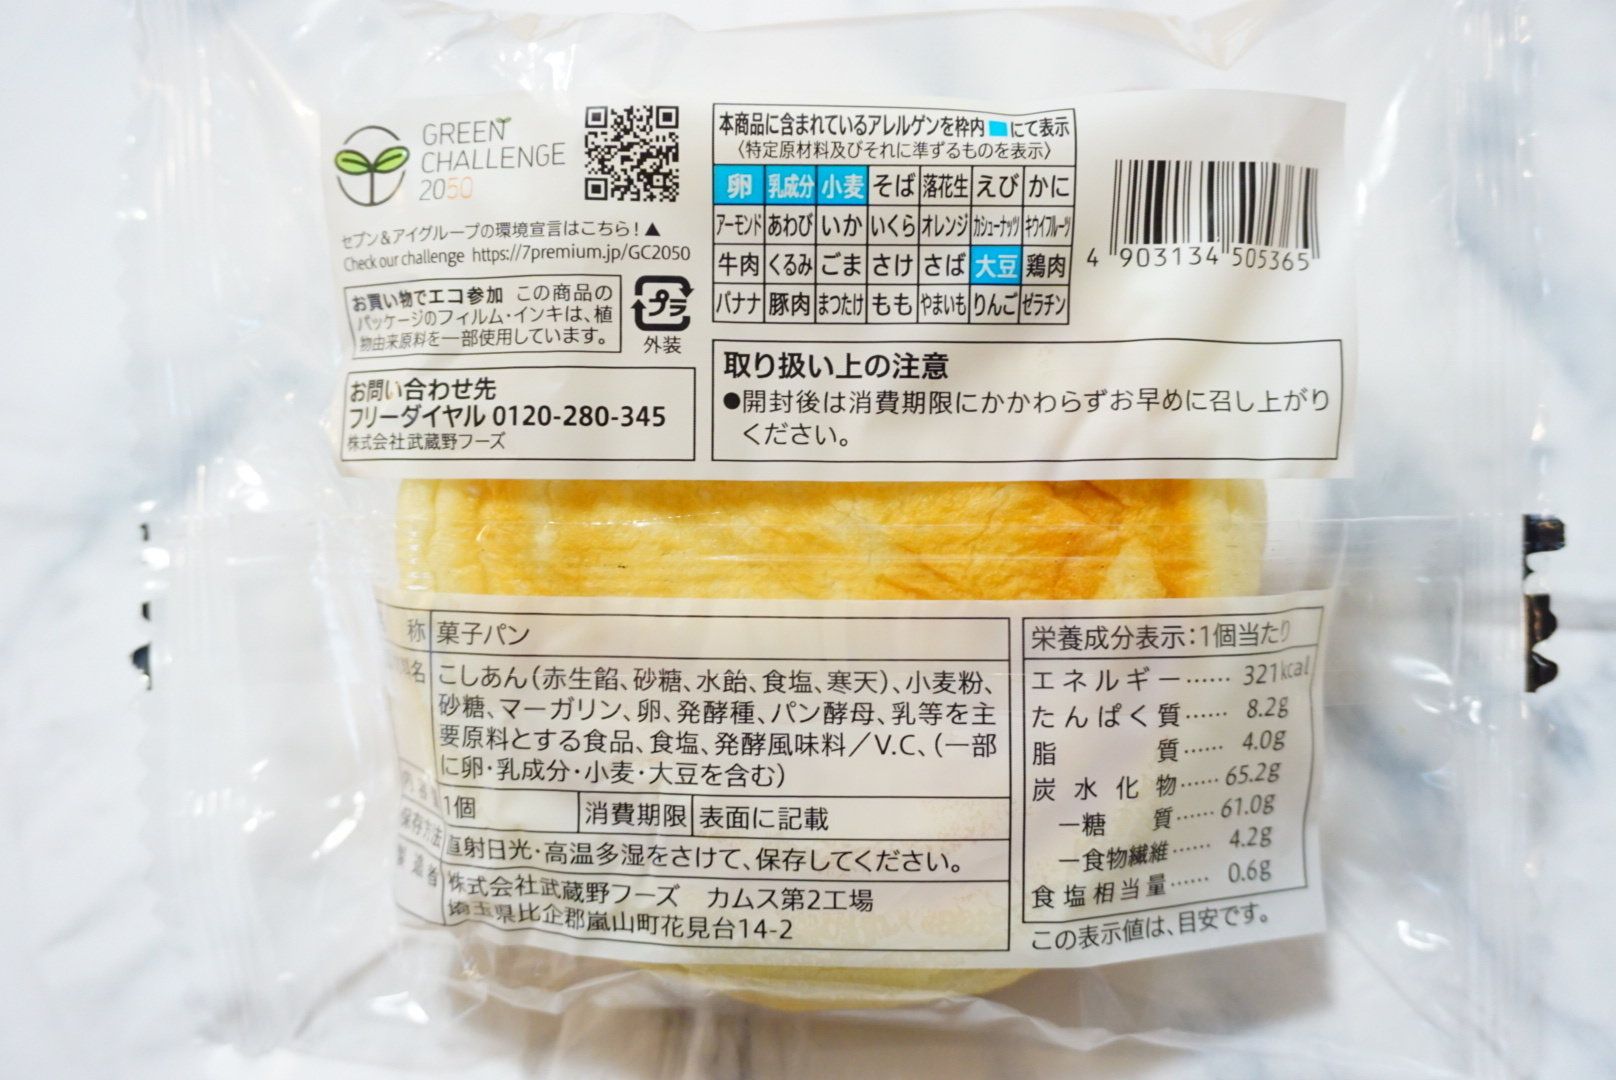 GREEN
CHALLENGE
2050
セブン＆アイグループの環境宣言はこちら！▲
Check our challenge https://7premium.jp/GC2050
お買い物でエコ参加 この商品の
パッケージのフィルム・インキは、植
物由来原料を一部使用しています。
プラ
外装
お問い合わせ先
フリーダイヤル 0120-280-345
株式会社武蔵野フーズ
本商品に含まれているアレルゲンを枠内 にて表示
〈特定原材料及びそれに準ずるものを表示〉
卵 乳成分 小麦 そば 落花生 えび かに
アーモンド あわび いか いくら オレンジ カシューナッツ キウイフルーツ
牛肉 くるみ ごま さけ さば 大豆 鶏肉
バナナ 豚肉 まつたけ もも やまいも りんご ゼラチン
4 903134 505365
取り扱い上の注意
●開封後は消費期限にかかわらずお早めに召し上がり
ください。
称 菓子パン
名 こしあん（赤生餡、砂糖、水飴、食塩、寒天）、小麦粉、
砂糖、マーガリン、卵、発酵種、パン酵母、乳等を主
要原料とする食品、食塩、発酵風味料／V.C、（一部
に卵・乳成分・小麦・大豆を含む）
内容量 1個 消費期限 表面に記載
保存方法 直射日光・高温多湿をさけて、保存してください。
製造者 株式会社武蔵野フーズ カムス第2工場
埼玉県比企郡嵐山町花見台14-2
栄養成分表示：1個当たり
エネルギー…… 321kcal
たんぱく質…… 8.2g
脂質…… 4.0g
炭水化物…… 65.2g
－糖質…… 61.0g
－食物繊維…… 4.2g
食塩相当量…… 0.6g
この表示値は、目安です。